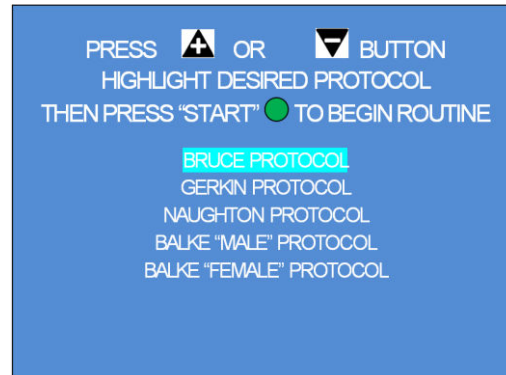 PRESS + OR − BUTTON
HIGHLIGHT DESIRED PROTOCOL
THEN PRESS “START” TO BEGIN ROUTINE
BRUCE PROTOCOL
GERKIN PROTOCOL
NAUGHTON PROTOCOL
BALKE “MALE” PROTOCOL
BALKE “FEMALE” PROTOCOL